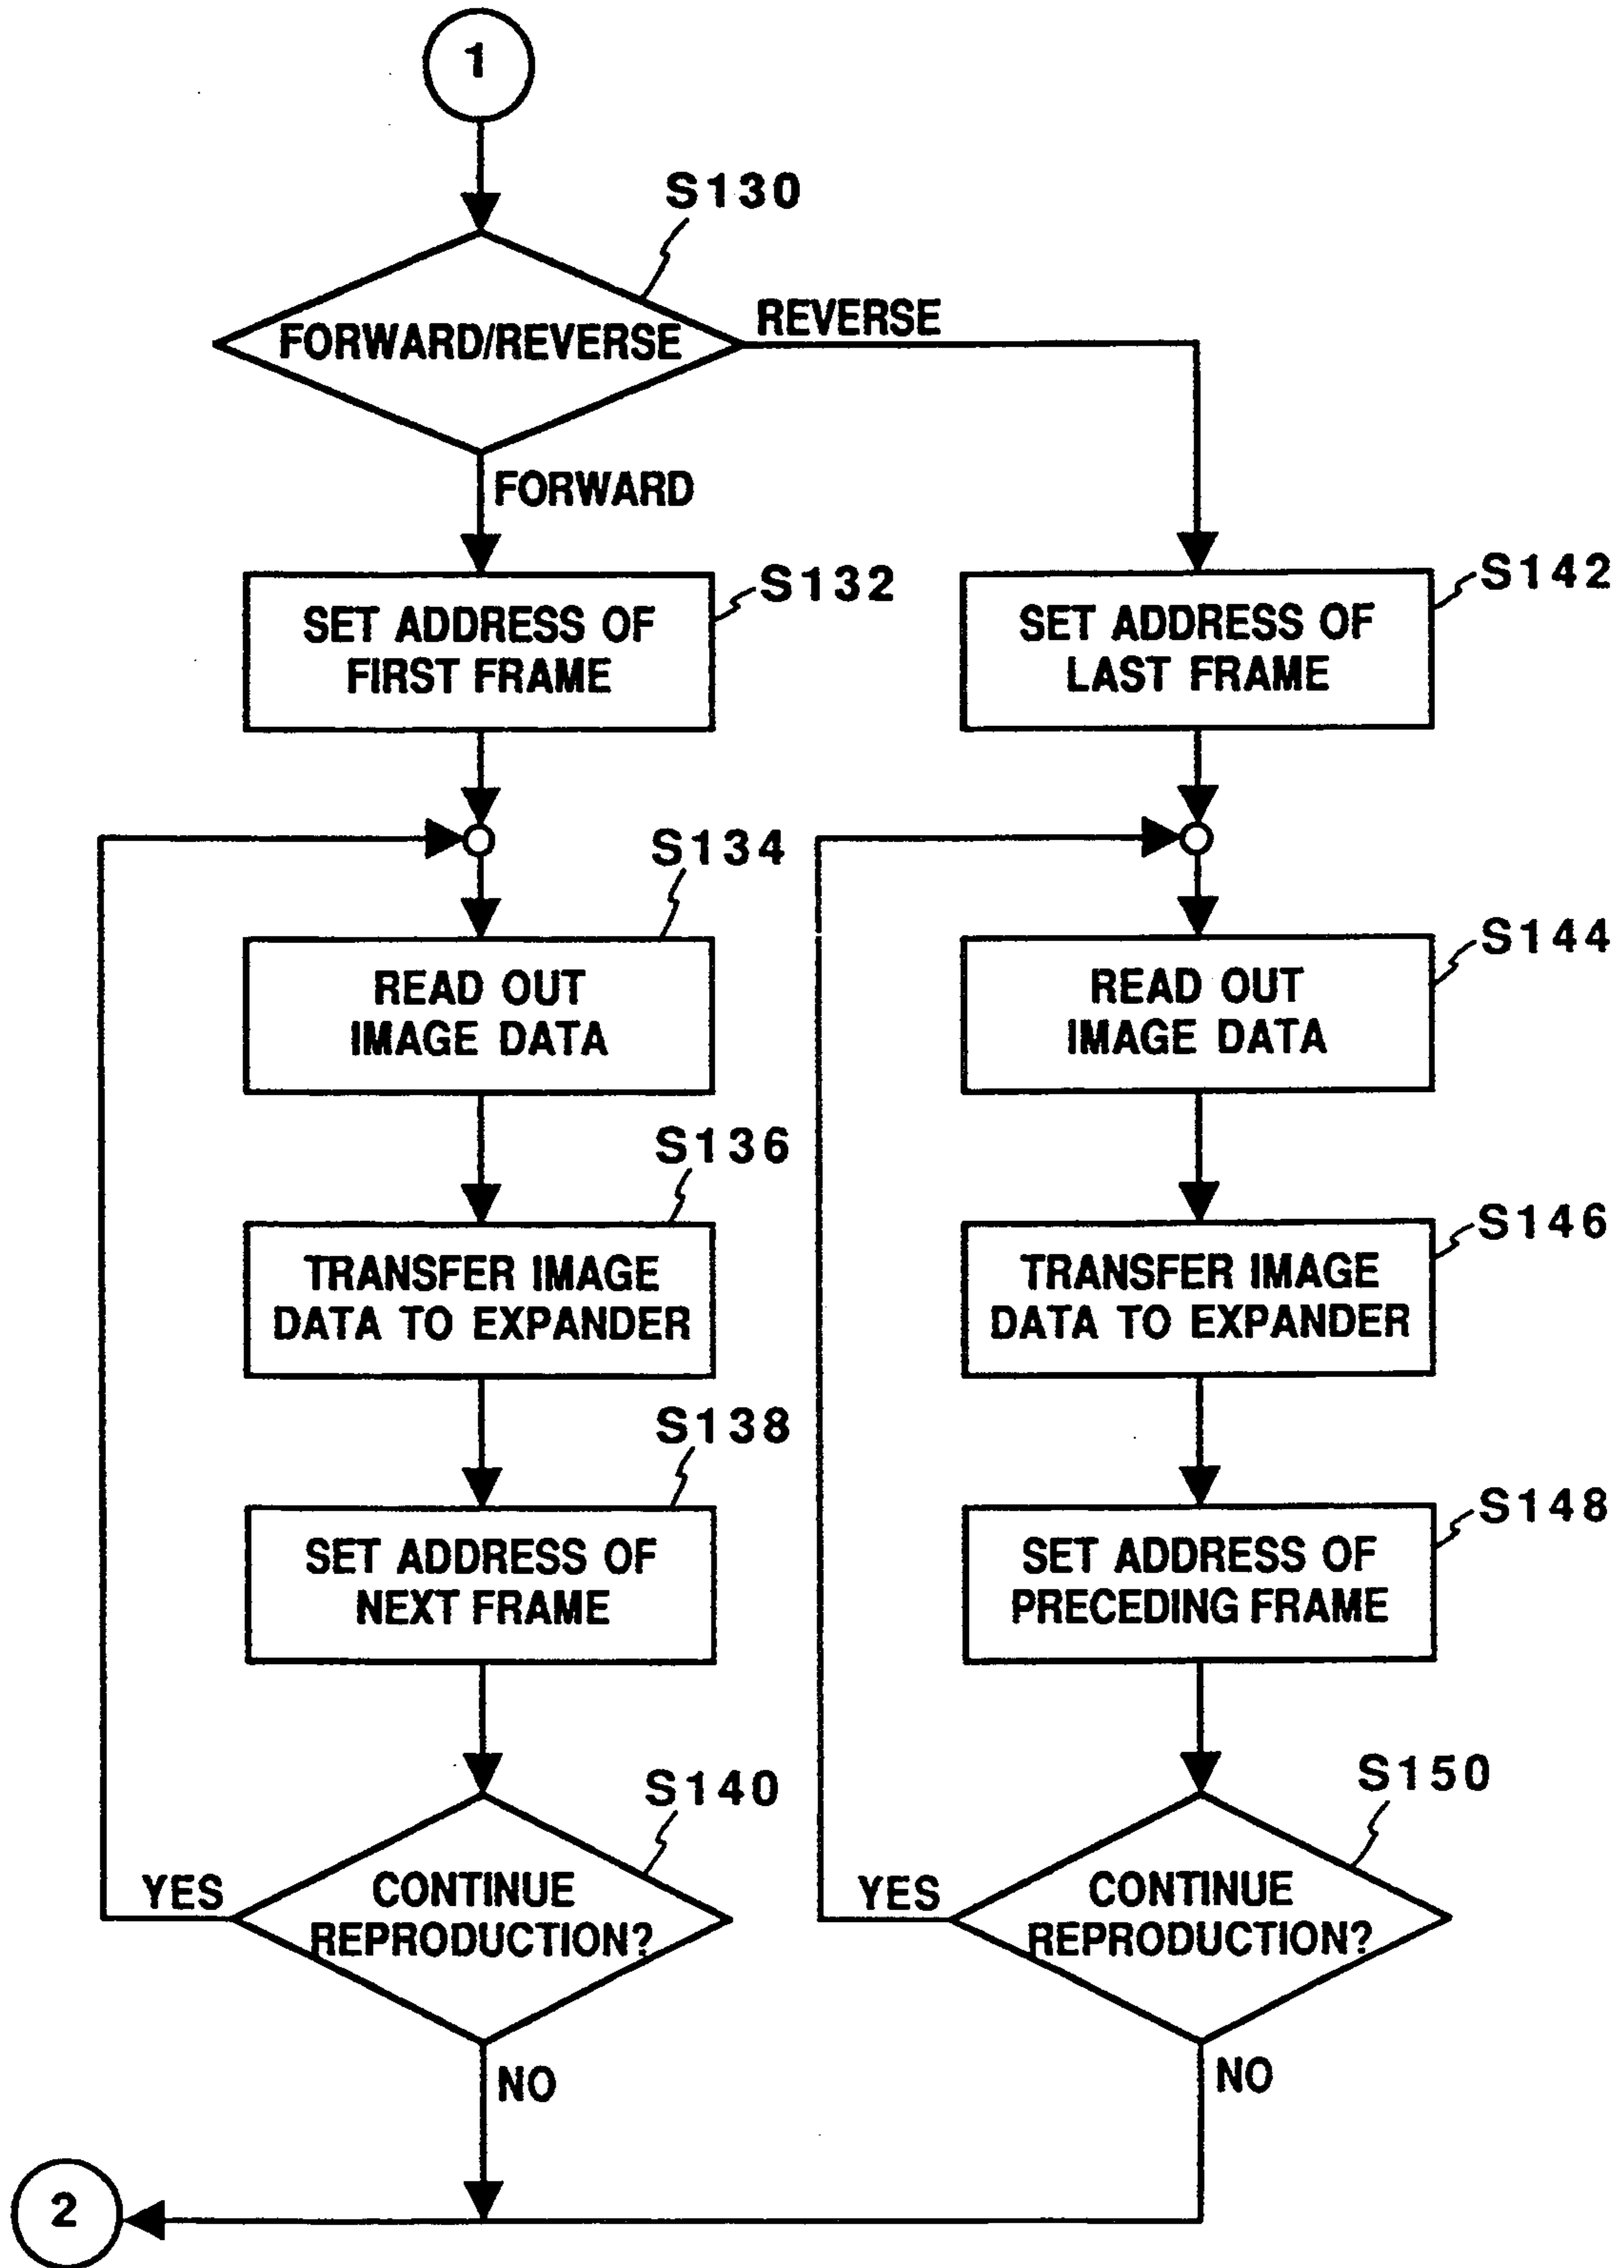 1
S130
FORWARD/REVERSE
REVERSE
FORWARD
S132
SET ADDRESS OF
FIRST FRAME
S142
SET ADDRESS OF
LAST FRAME
S134
READ OUT
IMAGE DATA
S144
READ OUT
IMAGE DATA
S136
TRANSFER IMAGE
DATA TO EXPANDER
S146
TRANSFER IMAGE
DATA TO EXPANDER
S138
SET ADDRESS OF
NEXT FRAME
S148
SET ADDRESS OF
PRECEDING FRAME
S140
YES
CONTINUE
REPRODUCTION?
NO
S150
YES
CONTINUE
REPRODUCTION?
NO
2